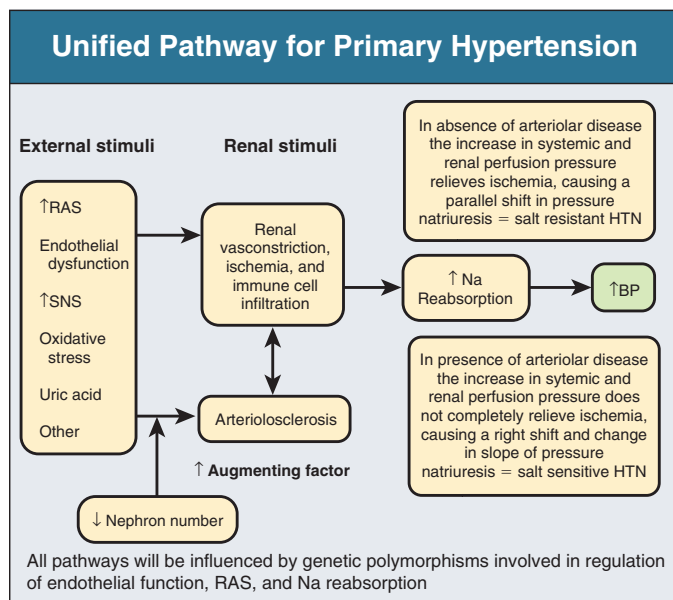 Unified Pathway for Primary Hypertension
External stimuli
↑RAS
Endothelial
dysfunction
↑SNS
Oxidative
stress
Uric acid
Other
↓ Nephron number
Renal stimuli
Renal
vasconstriction,
ischemia, and
immune cell
infiltration
Arteriolosclerosis
↑ Augmenting factor
↑ Na
Reabsorption
↑BP
In absence of arteriolar disease
the increase in systemic and
renal perfusion pressure
relieves ischemia, causing a
parallel shift in pressure
natriuresis = salt resistant HTN
In presence of arteriolar disease
the increase in sytemic and
renal perfusion pressure does
not completely relieve ischemia,
causing a right shift and change
in slope of pressure
natriuresis = salt sensitive HTN
All pathways will be influenced by genetic polymorphisms involved in regulation
of endothelial function, RAS, and Na reabsorption